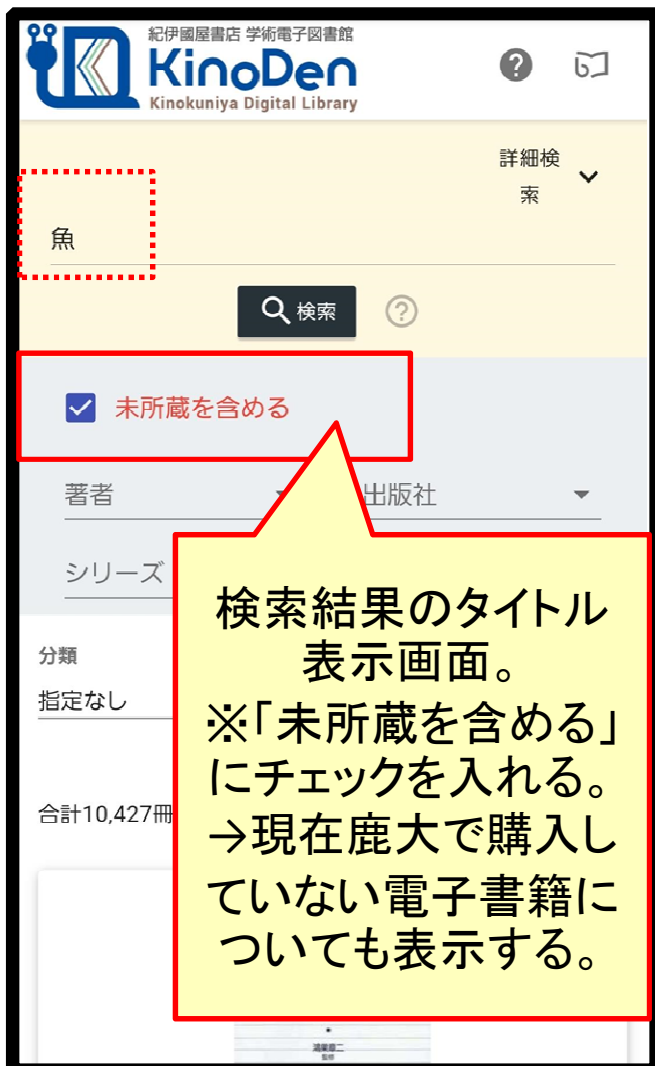 紀伊國屋書店 学術電子図書館
KinoDen
Kinokuniya Digital Library
詳細検
索
魚
検索
未所蔵を含める
著者
出版社
シリーズ
分類
指定なし
合計10,427冊
検索結果のタイトル
表示画面。
※「未所蔵を含める」
にチェックを入れる。
→現在鹿大で購入し
ていない電子書籍に
ついても表示する。